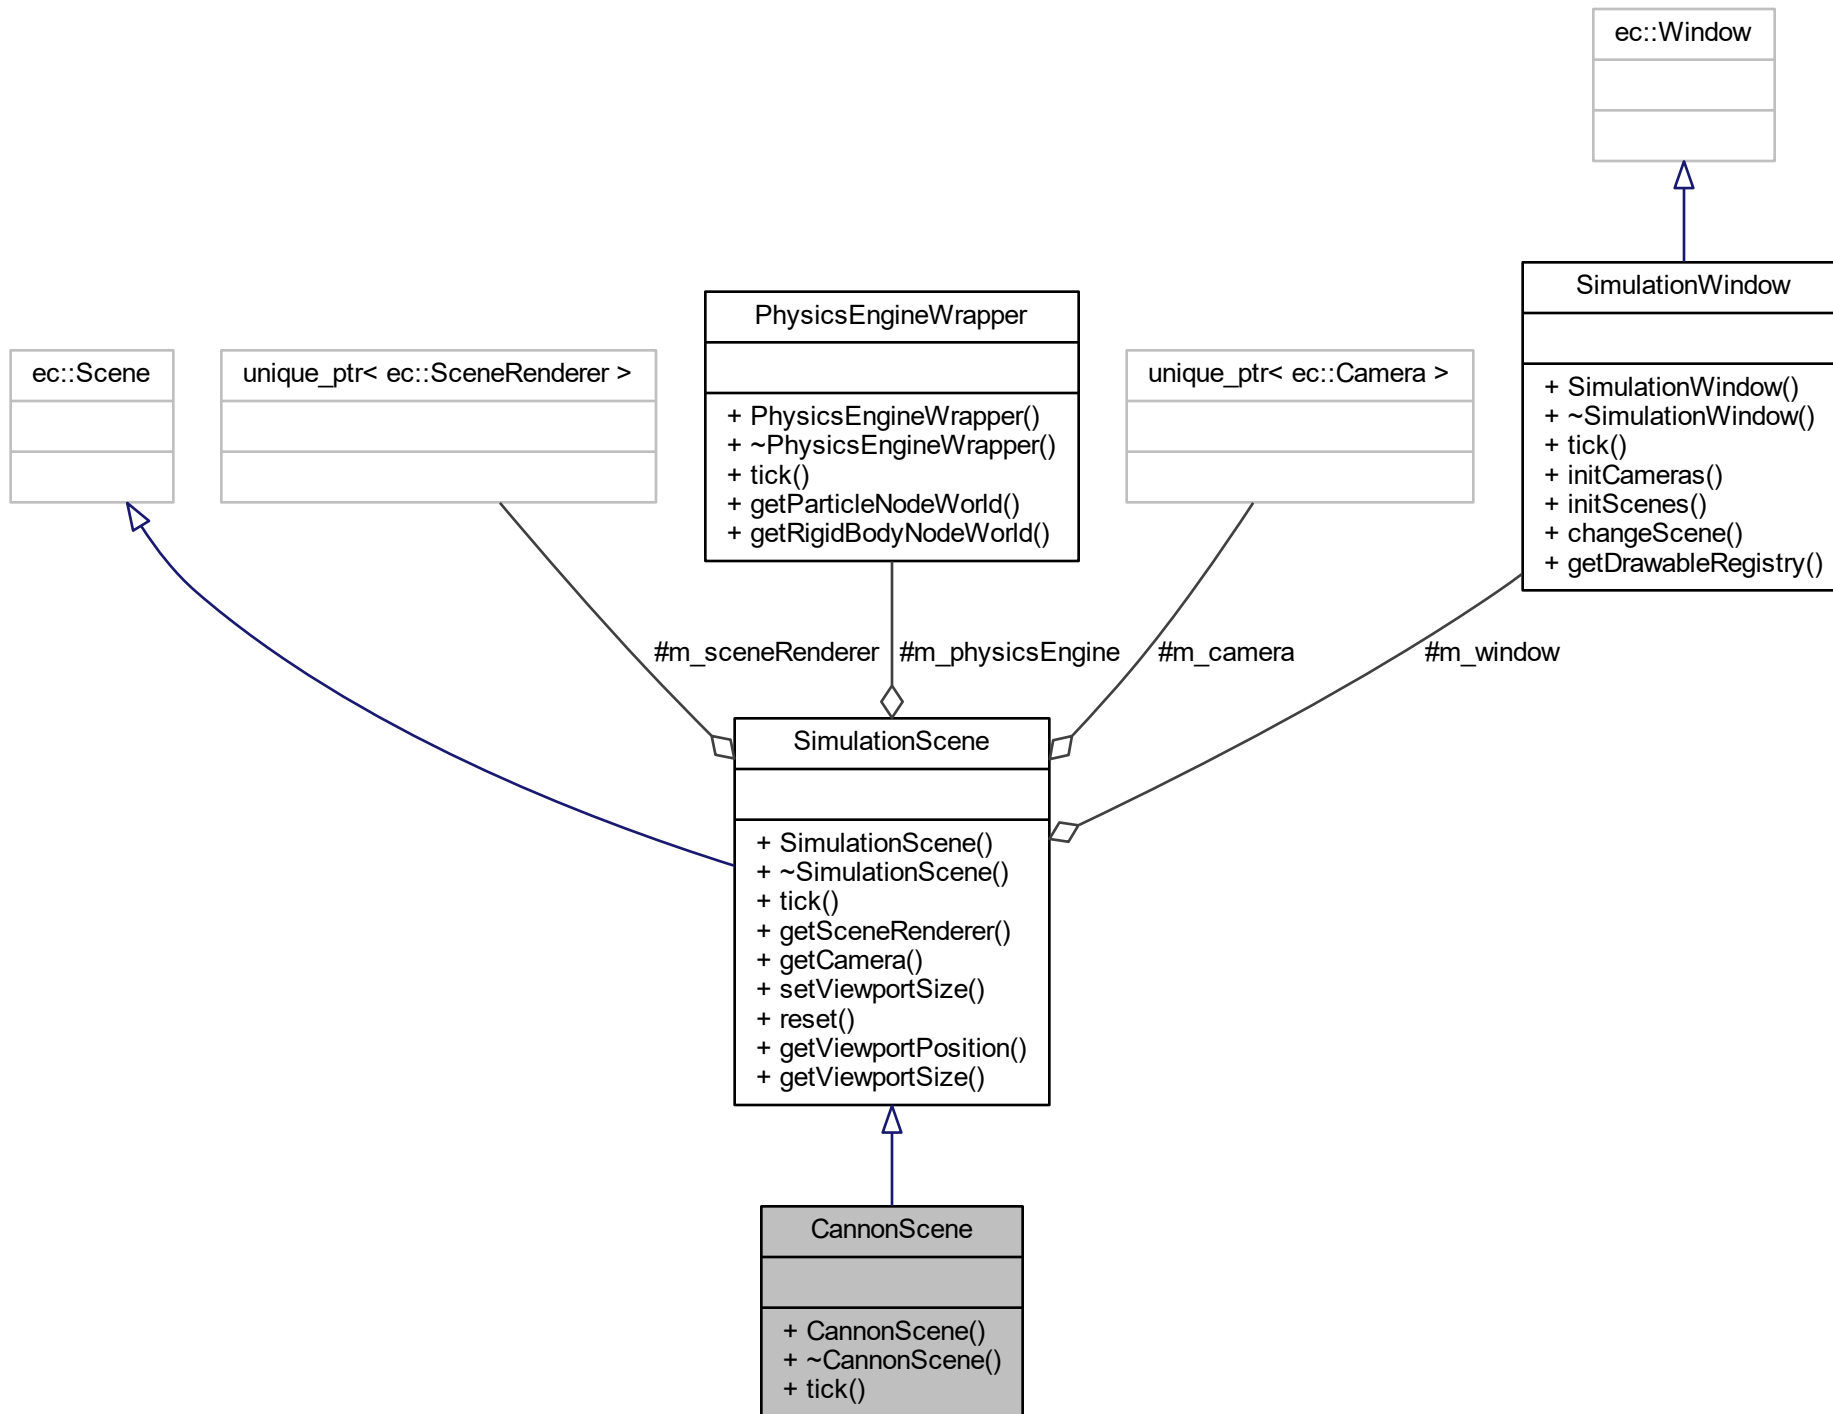 ec::Window
SimulationWindow
+ SimulationWindow()
+ ~SimulationWindow()
+ tick()
+ initCameras()
+ initScenes()
+ changeScene()
+ getDrawableRegistry()
PhysicsEngineWrapper
+ PhysicsEngineWrapper()
+ ~PhysicsEngineWrapper()
+ tick()
+ getParticleNodeWorld()
+ getRigidBodyNodeWorld()
ec::Scene
unique_ptr< ec::SceneRenderer >
unique_ptr< ec::Camera >
#m_sceneRenderer
#m_physicsEngine
#m_camera
#m_window
SimulationScene
+ SimulationScene()
+ ~SimulationScene()
+ tick()
+ getSceneRenderer()
+ getCamera()
+ setViewportSize()
+ reset()
+ getViewportPosition()
+ getViewportSize()
CannonScene
+ CannonScene()
+ ~CannonScene()
+ tick()